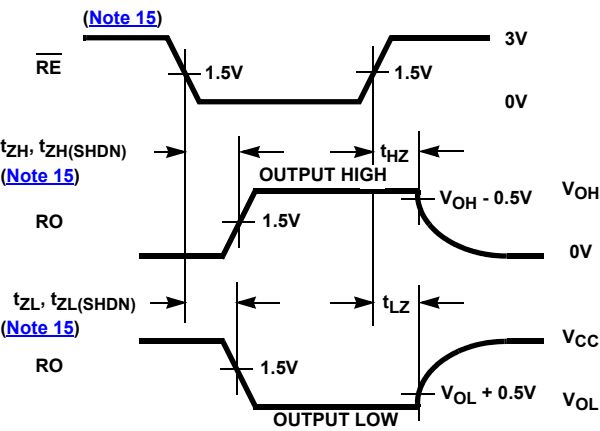 (Note 15)
3V
RE
1.5V
1.5V
0V
tZH, tZH(SHDN)
tHZ
(Note 15)
OUTPUT HIGH
VOH - 0.5V
VOH
RO
1.5V
0V
tZL, tZL(SHDN)
tLZ
(Note 15)
VCC
RO
1.5V
VOL + 0.5V
VOL
OUTPUT LOW